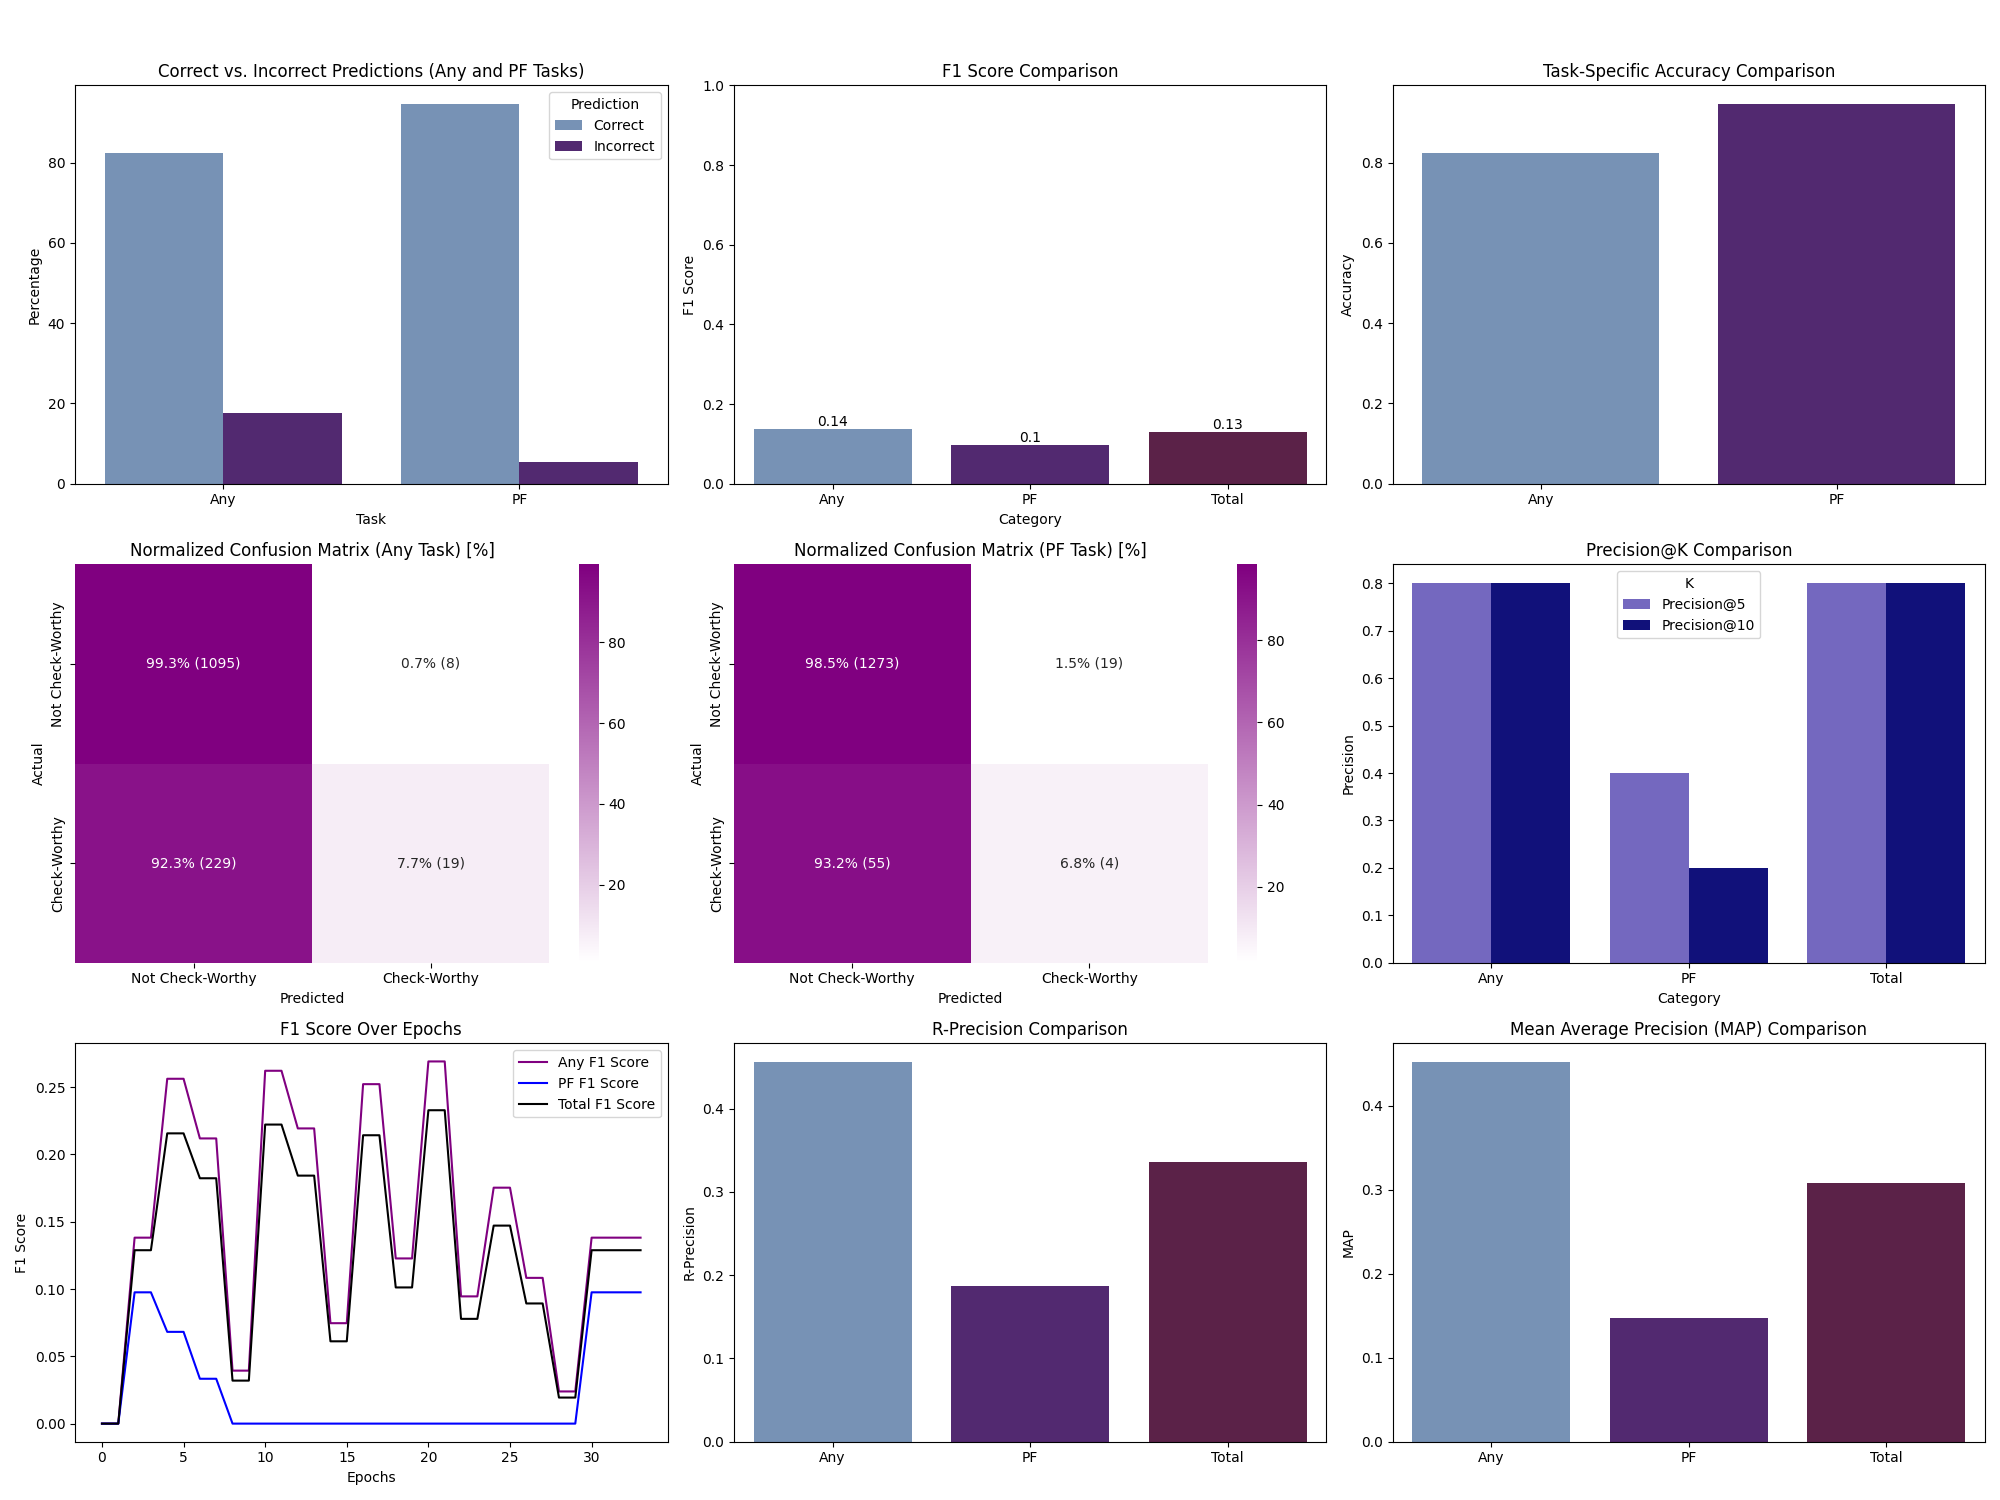 Correct vs. Incorrect Predictions (Any and PF Tasks)
Percentage
80
60
40
20
0
Prediction
Correct
Incorrect
Any
PF
Task
F1 Score Comparison
F1 Score
1.0
0.8
0.6
0.4
0.2
0.0
0.14
0.1
0.13
Any
PF
Total
Category
Task-Specific Accuracy Comparison
Accuracy
0.8
0.6
0.4
0.2
0.0
Any
PF
Normalized Confusion Matrix (Any Task) [%]
Actual
Not Check-Worthy
Check-Worthy
99.3% (1095)
0.7% (8)
92.3% (229)
7.7% (19)
Not Check-Worthy
Check-Worthy
Predicted
80
60
40
20
Normalized Confusion Matrix (PF Task) [%]
Actual
Not Check-Worthy
Check-Worthy
98.5% (1273)
1.5% (19)
93.2% (55)
6.8% (4)
Not Check-Worthy
Check-Worthy
Predicted
80
60
40
20
Precision@K Comparison
Precision
0.8
0.7
0.6
0.5
0.4
0.3
0.2
0.1
0.0
K
Precision@5
Precision@10
Any
PF
Total
Category
F1 Score Over Epochs
F1 Score
0.25
0.20
0.15
0.10
0.05
0.00
Any F1 Score
PF F1 Score
Total F1 Score
0
5
10
15
20
25
30
Epochs
R-Precision Comparison
R-Precision
0.4
0.3
0.2
0.1
0.0
Any
PF
Total
Mean Average Precision (MAP) Comparison
MAP
0.4
0.3
0.2
0.1
0.0
Any
PF
Total